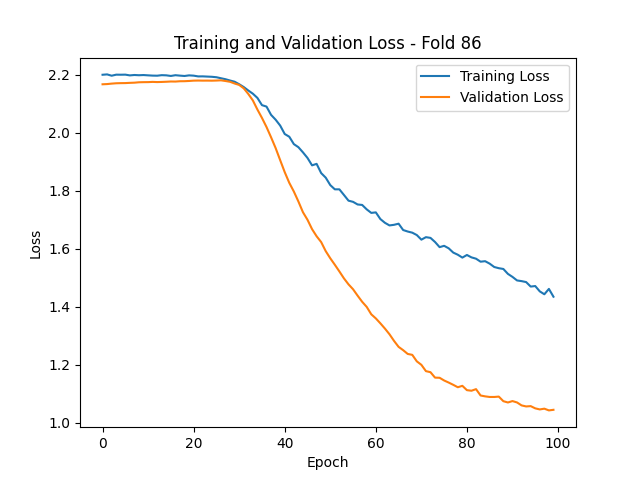 Training and Validation Loss - Fold 86
Training Loss
Validation Loss
2.2
2.0
1.8
1.6
1.4
1.2
1.0
Loss
0 20 40 60 80 100
Epoch